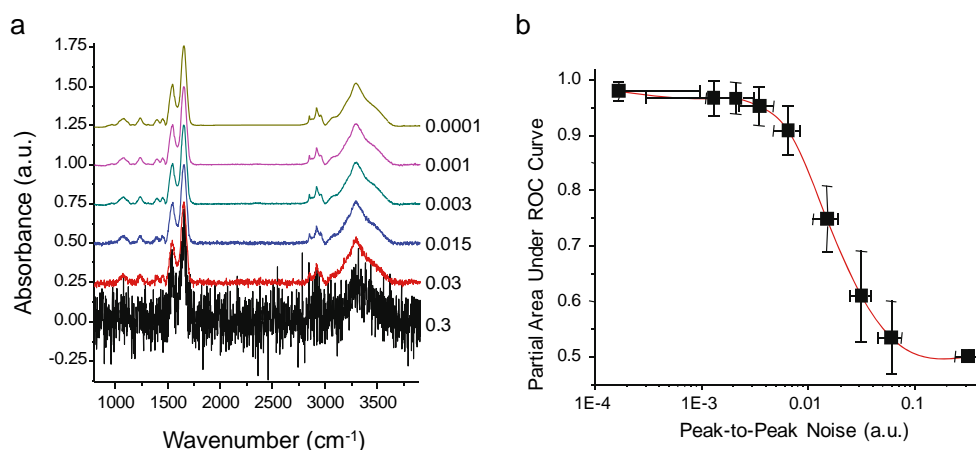 a
1.75
1.25
1.00
0.75
0.50
0.25
0.00
-0.25
Absorbance (a.u.)
0.0001
0.001
0.003
0.015
0.03
0.3
1000 1500 2000 2500 3000 3500
Wavenumber (cm-1)
b
1.0
0.9
0.8
0.7
0.6
0.5
Partial Area Under ROC Curve
1E-4 1E-3 0.01 0.1
Peak-to-Peak Noise (a.u.)